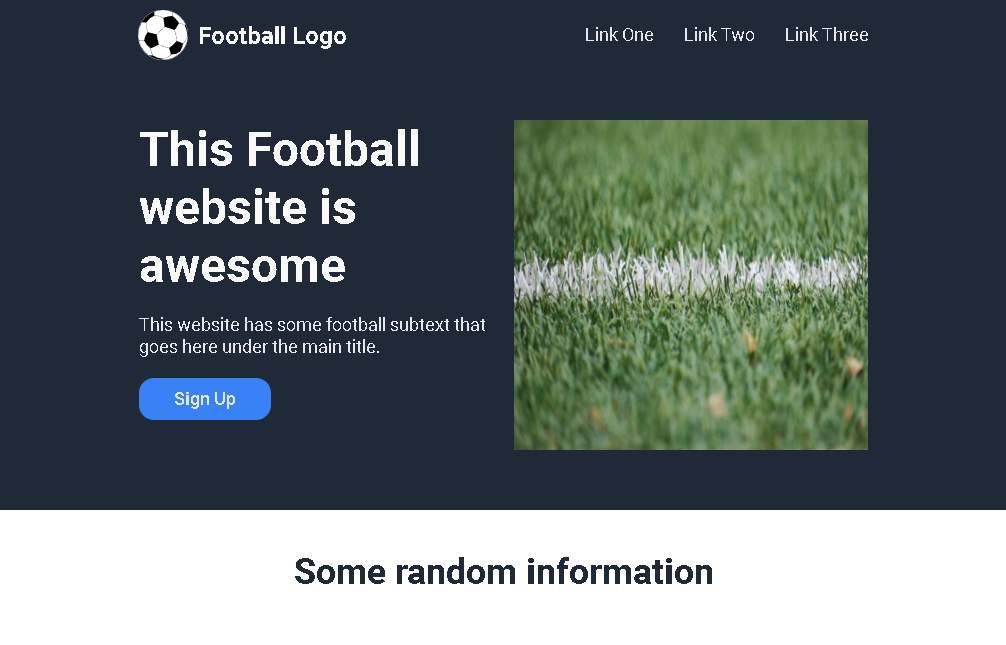 Football Logo
Link One
Link Two
Link Three
This Football
website is
awesome
This website has some football subtext that
goes here under the main title.
Sign Up
Some random information